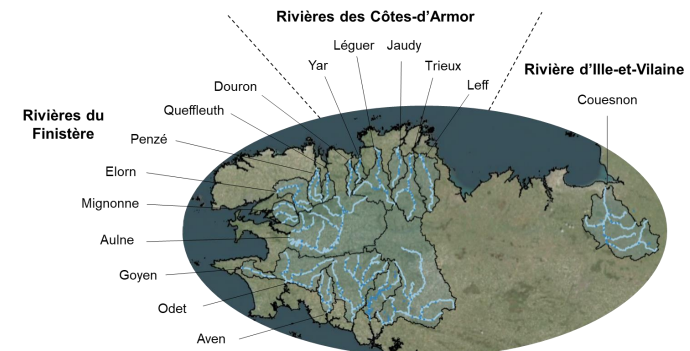 Rivières des Côtes-d'Armor
Léguer
Jaudy
Yar
Trieux
Leff
Rivière d'Ille-et-Vilaine
Couesnon
Douron
Queffleuth
Rivières du
Finistère
Penzé
Elorn
Mignonne
Aulne
Goyen
Odet
Aven